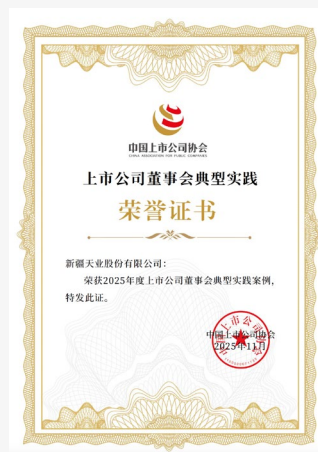 中国上市公司协会
CHINA ASSOCIATION FOR PUBLIC COMPANIES
上市公司董事会典型实践
荣誉证书
新疆天业股份有限公司：
荣获2025年度上市公司董事会典型实践案例，
特发此证。
中国上市公司协会
2025年11月